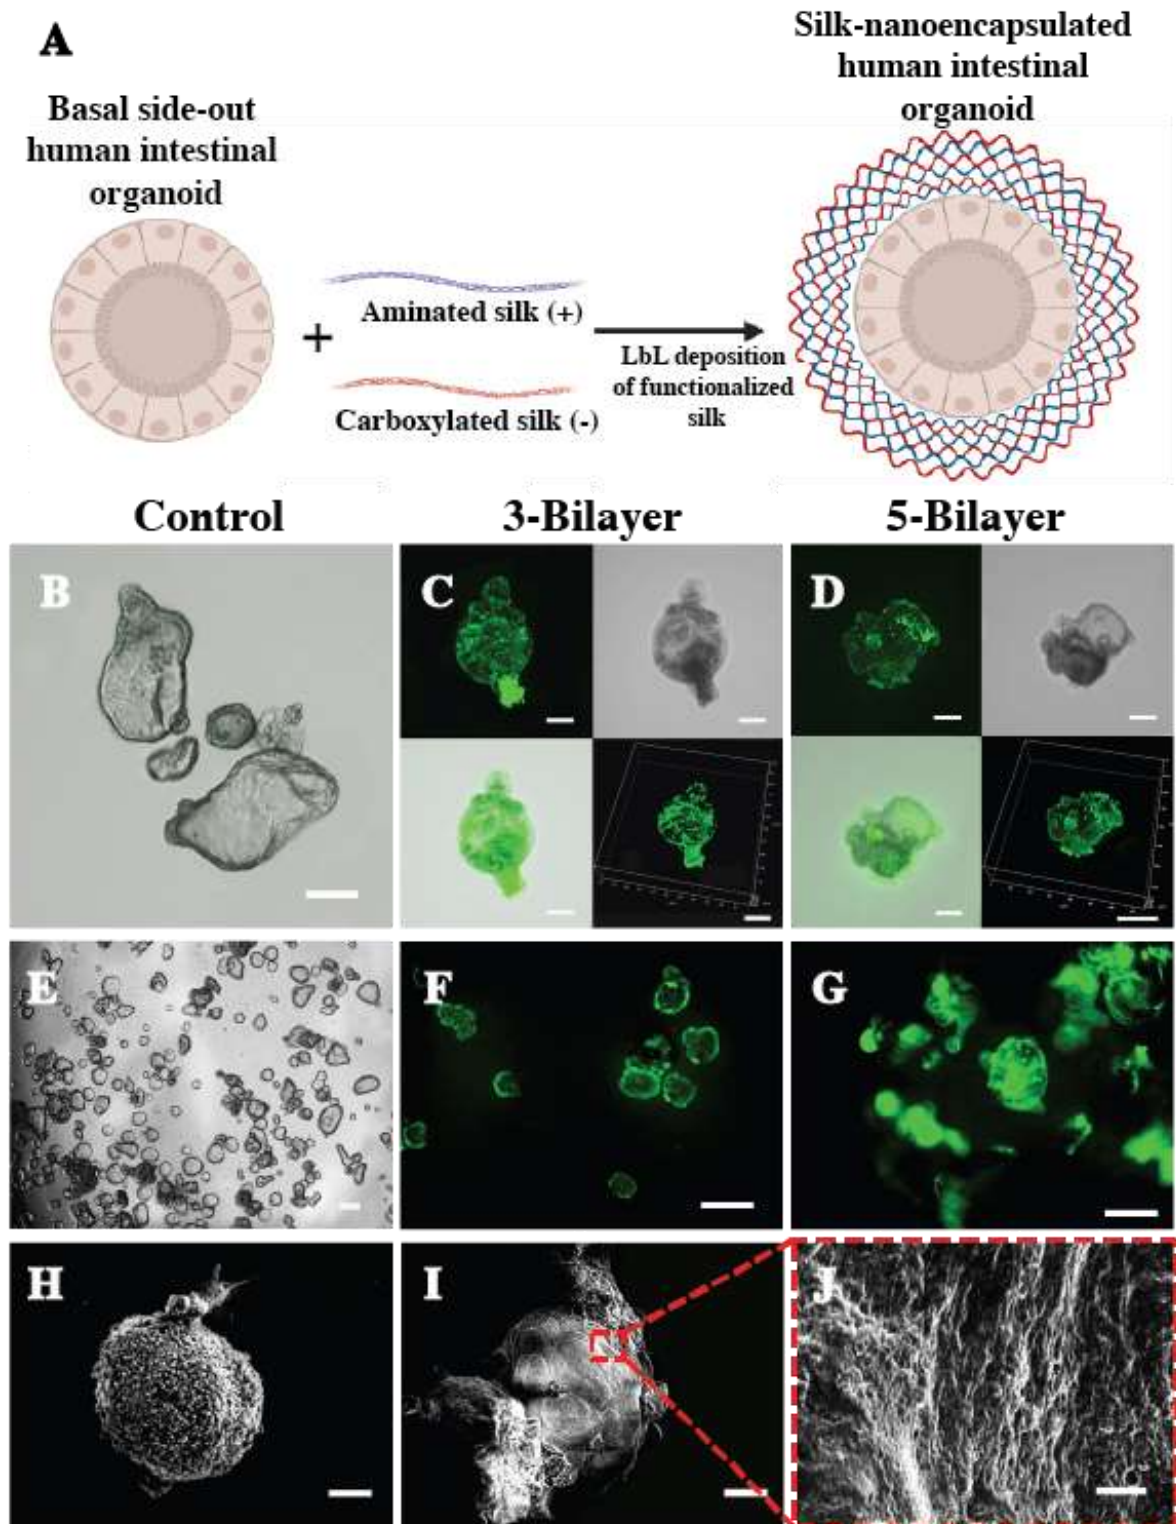 A
Basal side-out
human intestinal
organoid
+
Aminated silk (+)
Carboxylated silk (-)
LbL deposition
of functionalized
silk
Silk-nanoencapsulated
human intestinal
organoid
Control
3-Bilayer
5-Bilayer
B
C
D
E
F
G
H
I
J